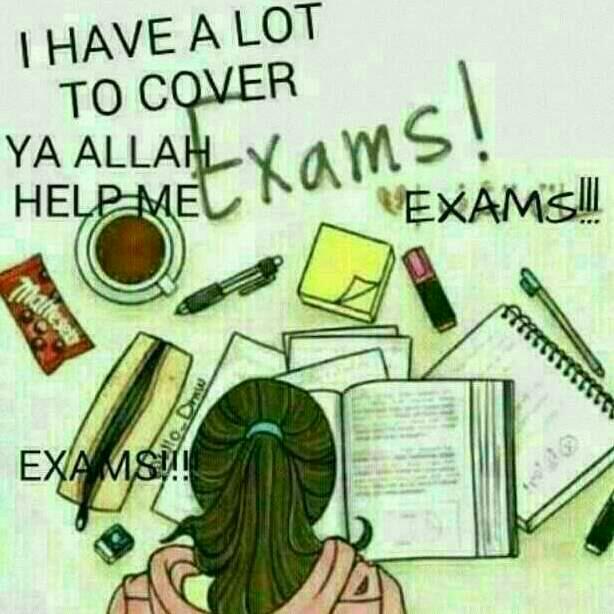 I HAVE A LOT
TO COVER
YA ALLAH
HELP ME
Exams!
EXAMS!!!
Maltesers
EXAMS!!!